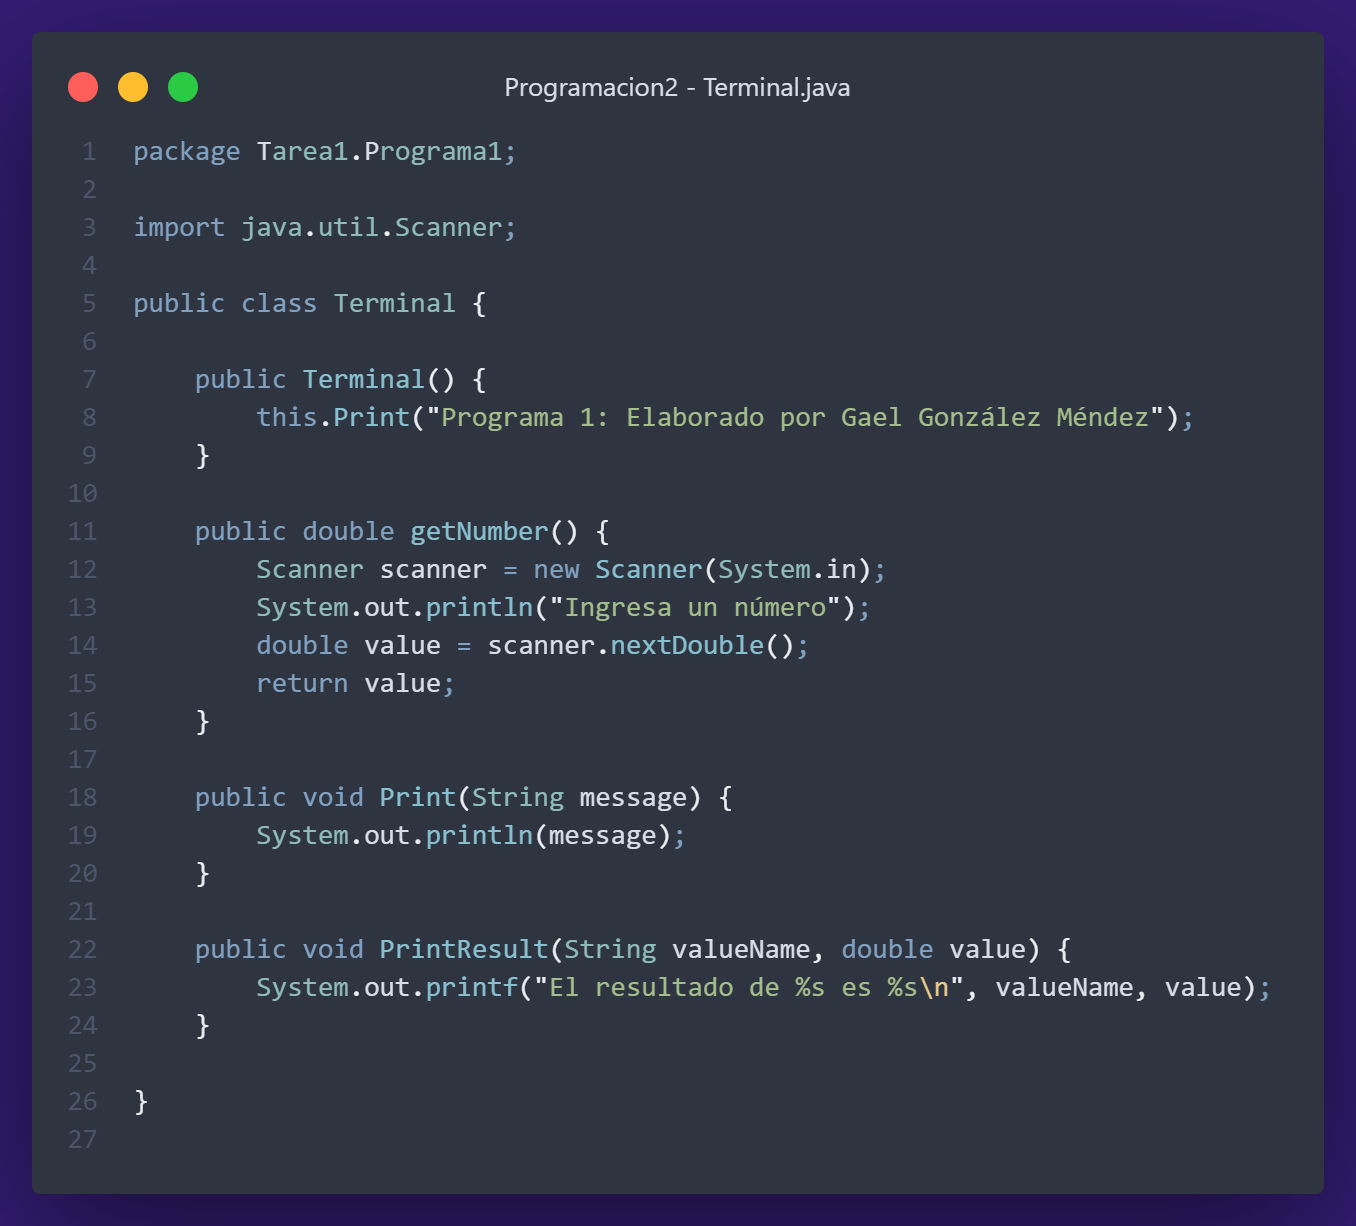 Programacion2 - Terminal.java
1 package Tarea1.Programa1;
2
3 import java.util.Scanner;
4
5 public class Terminal {
6
7     public Terminal() {
8         this.Print("Programa 1: Elaborado por Gael González Méndez");
9     }
10
11     public double getNumber() {
12         Scanner scanner = new Scanner(System.in);
13         System.out.println("Ingresa un número");
14         double value = scanner.nextDouble();
15         return value;
16     }
17
18     public void Print(String message) {
19         System.out.println(message);
20     }
21
22     public void PrintResult(String valueName, double value) {
23         System.out.printf("El resultado de %s es %s\n", valueName, value);
24     }
25
26 }
27